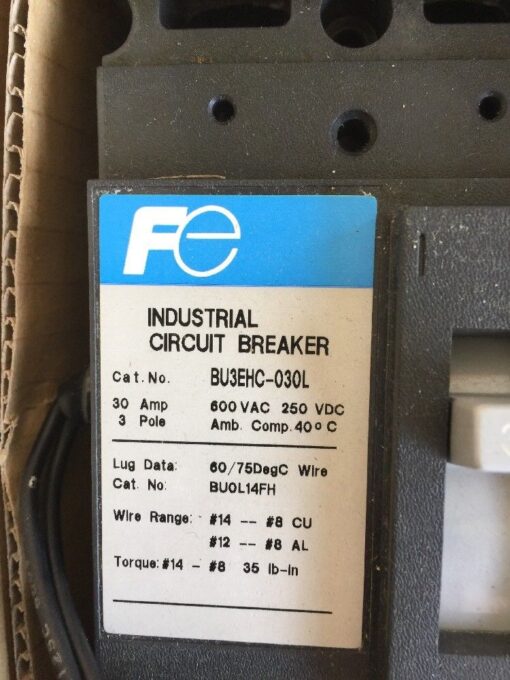 Fe
INDUSTRIAL
CIRCUIT BREAKER
Cat. No. BU3EHC-030L
30 Amp 600 VAC 250 VDC
3 Pole Amb. Comp. 40° C
Lug Data: 60/75DegC Wire
Cat. No: BU0L14FH
Wire Range: #14 -- #8 CU
#12 -- #8 AL
Torque: #14 - #8 35 lb-in